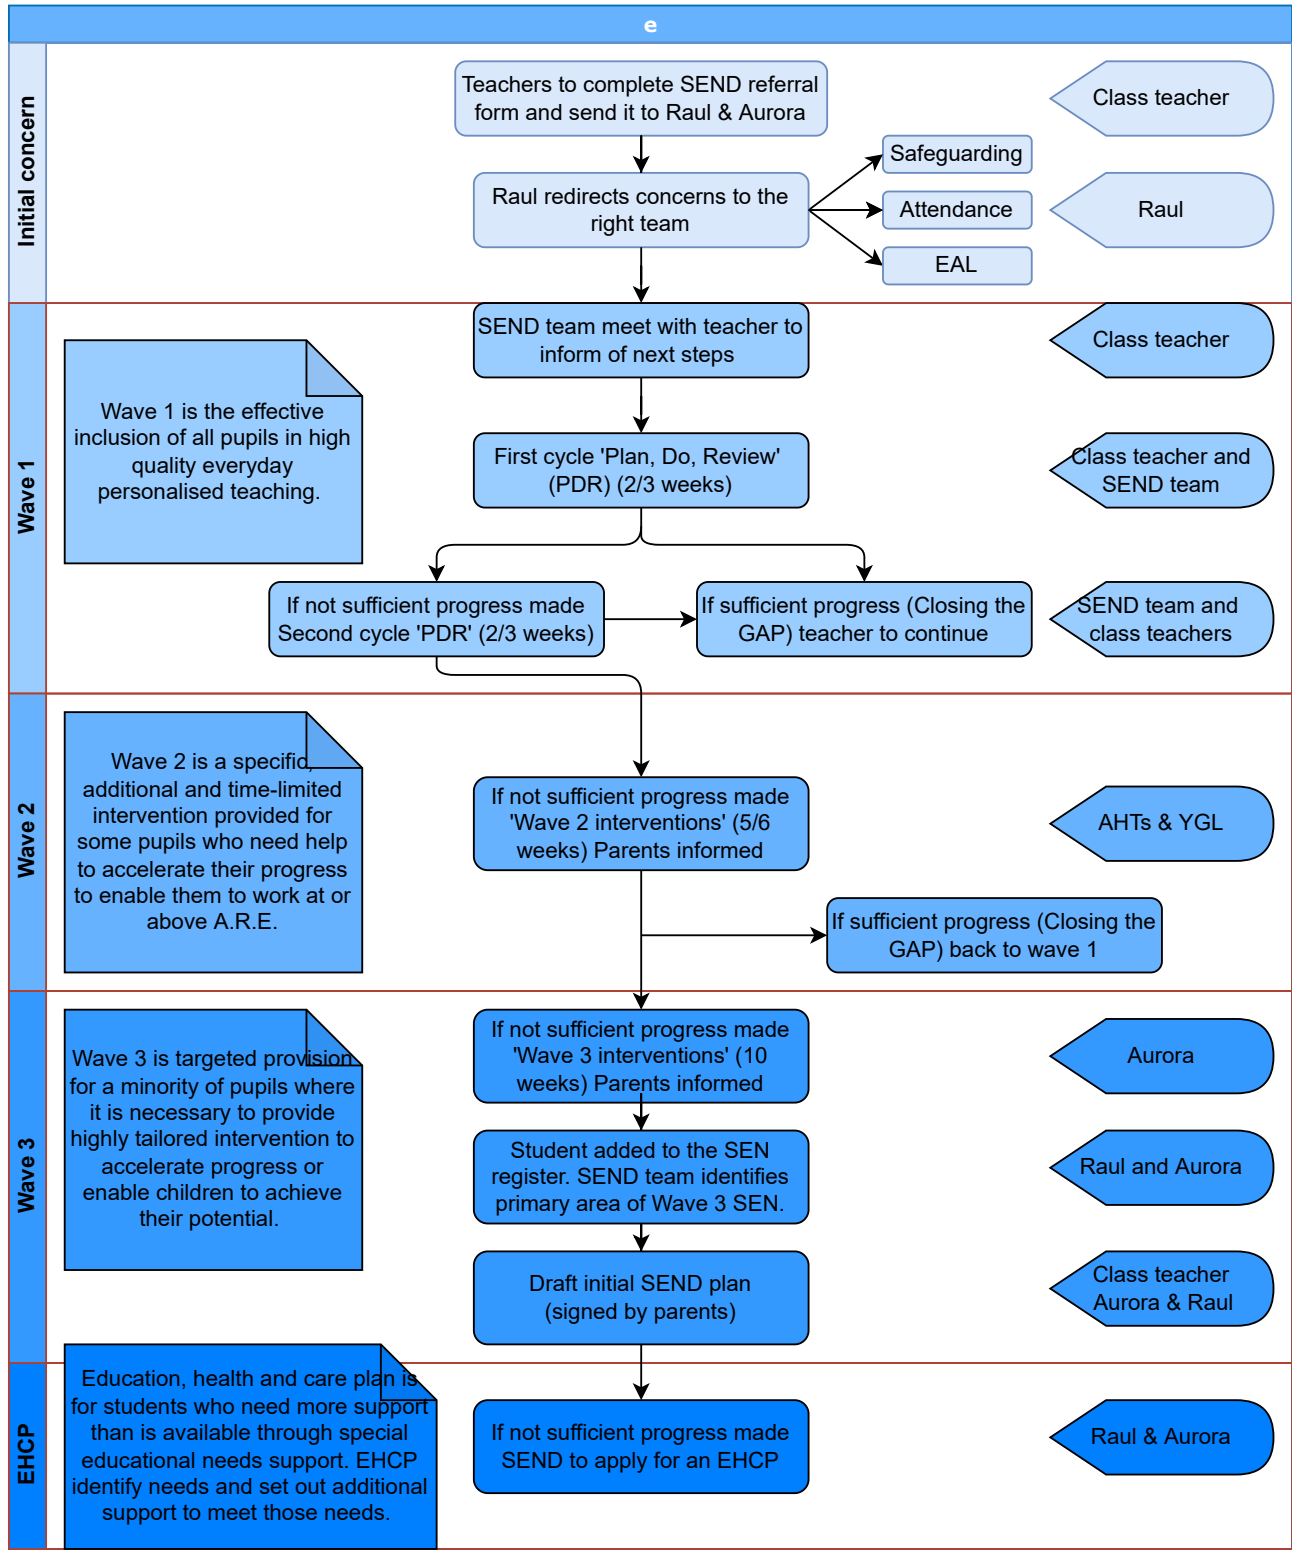 e
Initial concern
Teachers to complete SEND referral
form and send it to Raul & Aurora
Class teacher
Raul redirects concerns to the
right team
Safeguarding
Attendance
EAL
Raul
Wave 1
Wave 1 is the effective
inclusion of all pupils in high
quality everyday
personalised teaching.
SEND team meet with teacher to
inform of next steps
Class teacher
First cycle 'Plan, Do, Review'
(PDR) (2/3 weeks)
Class teacher and
SEND team
If not sufficient progress made
Second cycle 'PDR' (2/3 weeks)
If sufficient progress (Closing the
GAP) teacher to continue
SEND team and
class teachers
Wave 2
Wave 2 is a specific,
additional and time-limited
intervention provided for
some pupils who need help
to accelerate their progress
to enable them to work at or
above A.R.E.
If not sufficient progress made
'Wave 2 interventions' (5/6
weeks) Parents informed
AHTs & YGL
If sufficient progress (Closing the
GAP) back to wave 1
Wave 3
Wave 3 is targeted provision
for a minority of pupils where
it is necessary to provide
highly tailored intervention to
accelerate progress or
enable children to achieve
their potential.
If not sufficient progress made
'Wave 3 interventions' (10
weeks) Parents informed
Aurora
Student added to the SEN
register. SEND team identifies
primary area of Wave 3 SEN.
Raul and Aurora
Draft initial SEND plan
(signed by parents)
Class teacher
Aurora & Raul
EHCP
Education, health and care plan is
for students who need more support
than is available through special
educational needs support. EHCP
identify needs and set out additional
support to meet those needs.
If not sufficient progress made
SEND to apply for an EHCP
Raul & Aurora